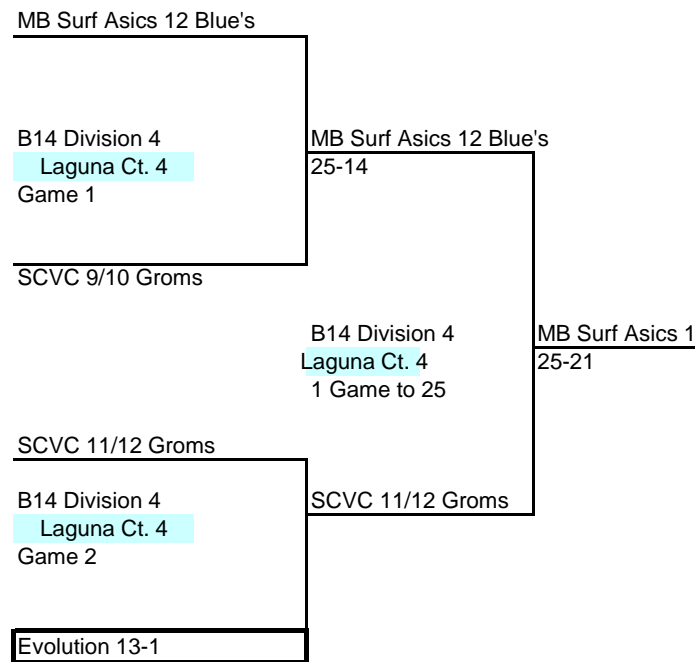 MB Surf Asics 12 Blue's
B14 Division 4
Laguna Ct. 4
Game 1
MB Surf Asics 12 Blue's
25-14
SCVC 9/10 Groms
B14 Division 4
Laguna Ct. 4
1 Game to 25
MB Surf Asics 1
25-21
SCVC 11/12 Groms
B14 Division 4
Laguna Ct. 4
Game 2
SCVC 11/12 Groms
Evolution 13-1